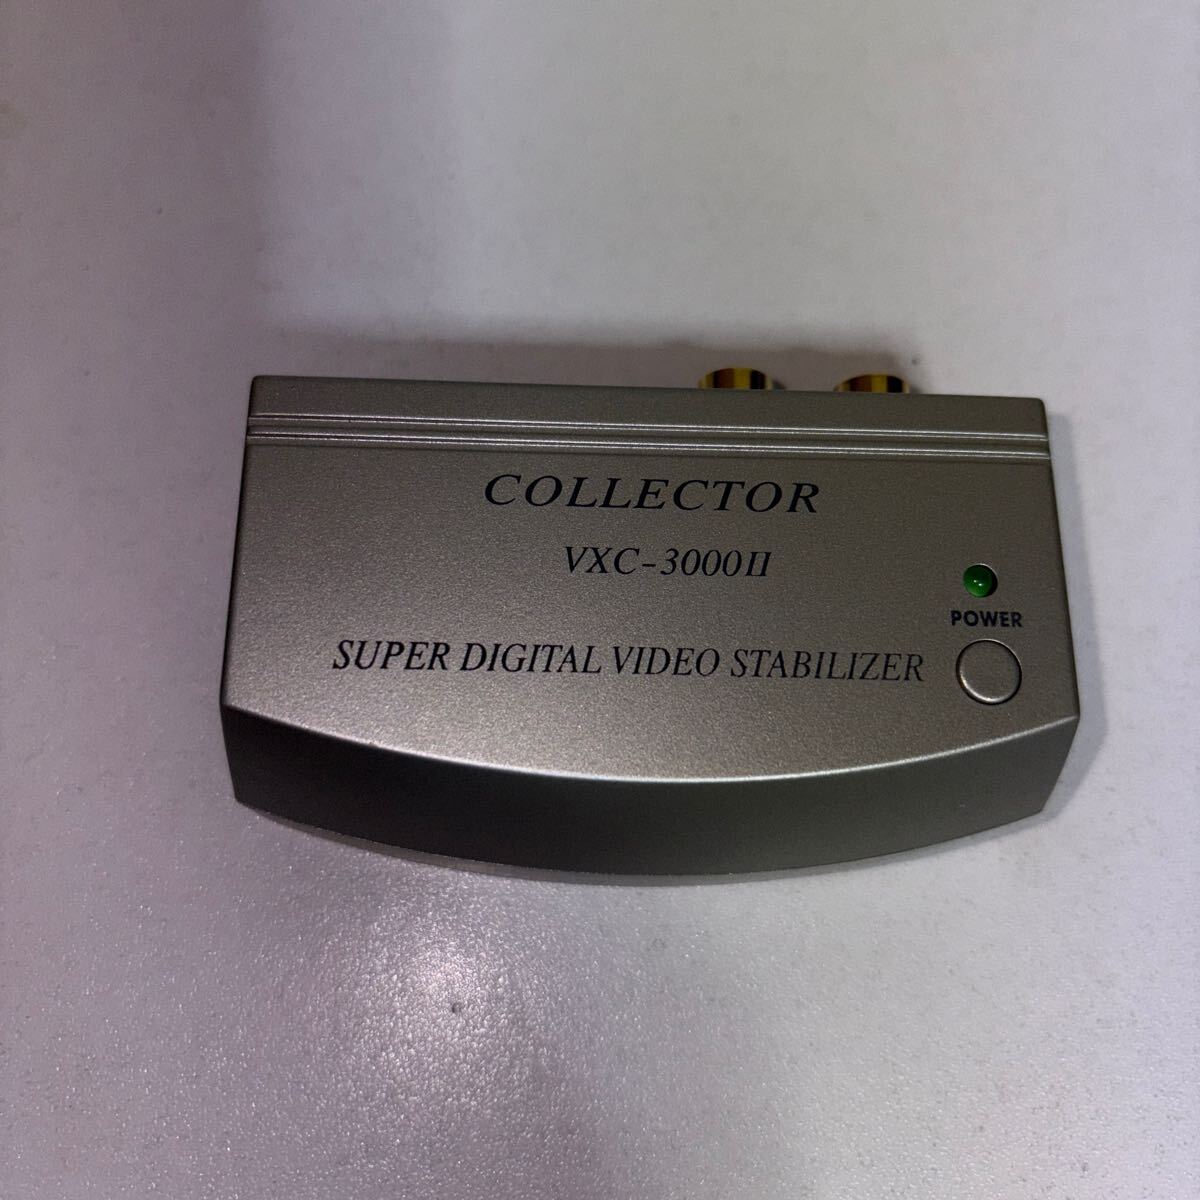 COLLECTOR
VXC-3000II
POWER
SUPER DIGITAL VIDEO STABILIZER